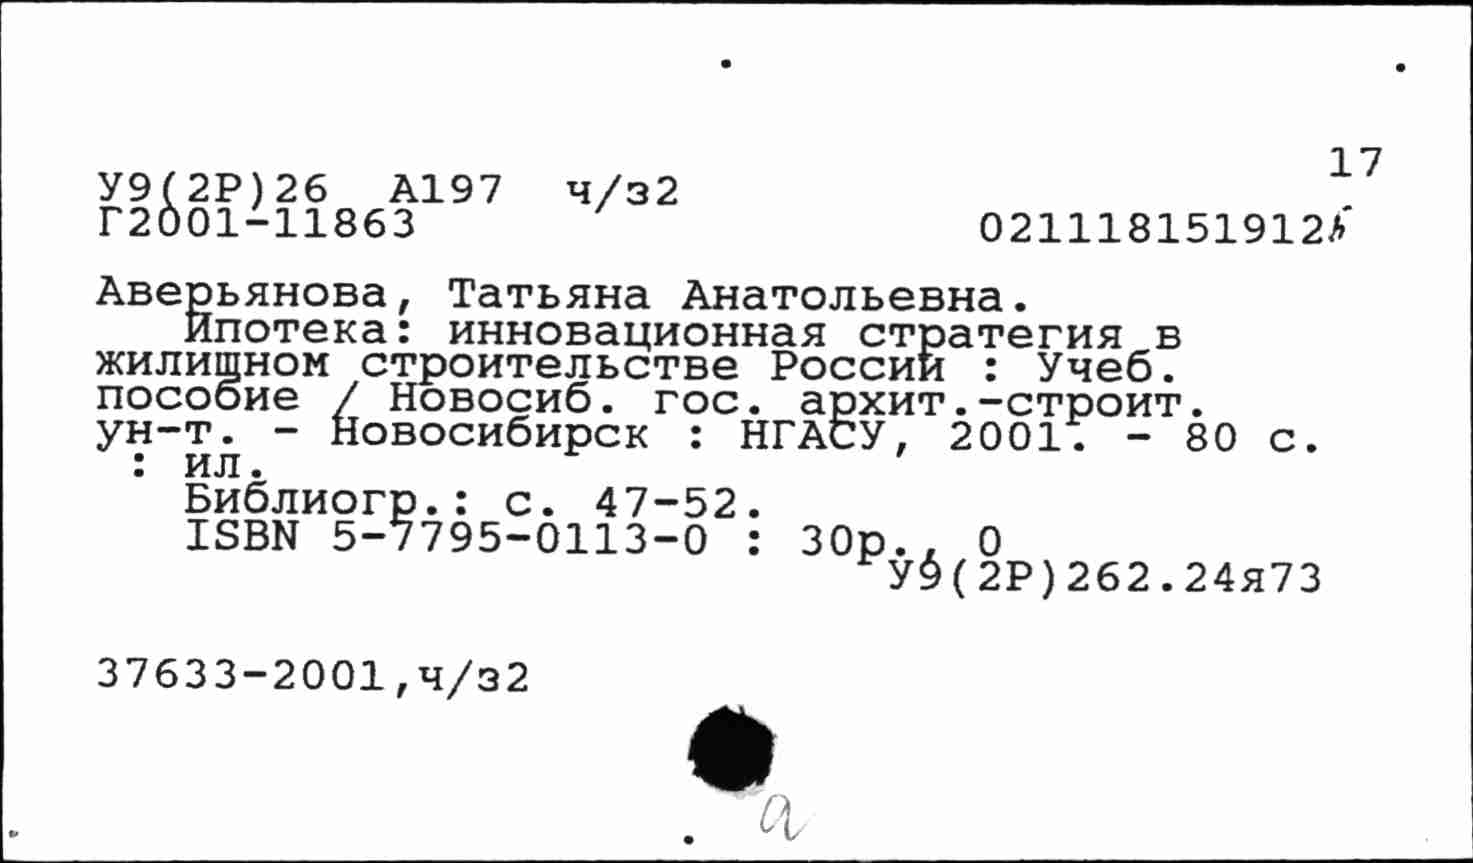 17
У9(2Р)26 А197 ч/з2
Г2001-11863 021118151912
Аверьянова, Татьяна Анатольевна.
Ипотека: инновационная стратегия в
жилищном строительстве России : Учеб.
пособие / Новосиб. гос. архит.-строит.
ун-т. - Новосибирск : НГАСУ, 2001. - 80 с.
: ил.
Библиогр.: с. 47-52.
ISBN 5-7795-0113-0 : 30р., 0
У9(2Р)262.24я73
37633-2001,ч/з2
а